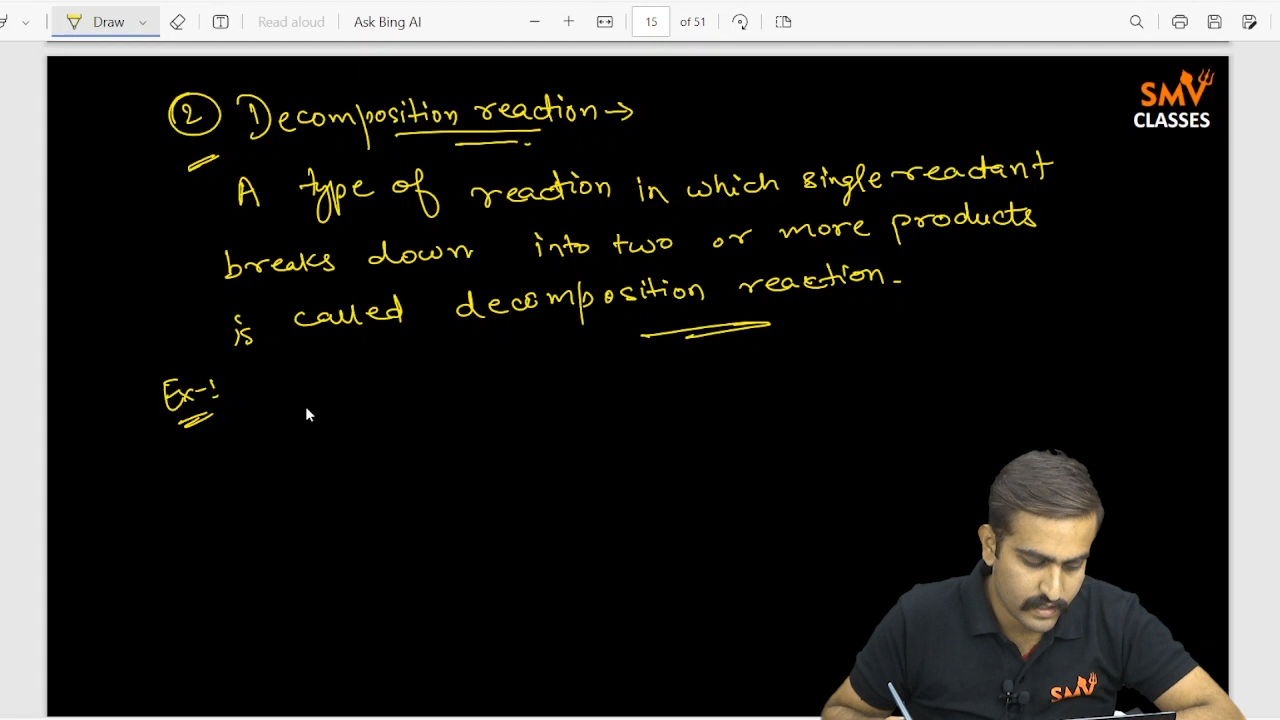 Draw
Read aloud
Ask Bing AI
15 of 51
SMV
CLASSES
2 Decomposition reaction →
A type of reaction in which single reactant
breaks down into two or more products
is called decomposition reaction.
Ex-:
SMV